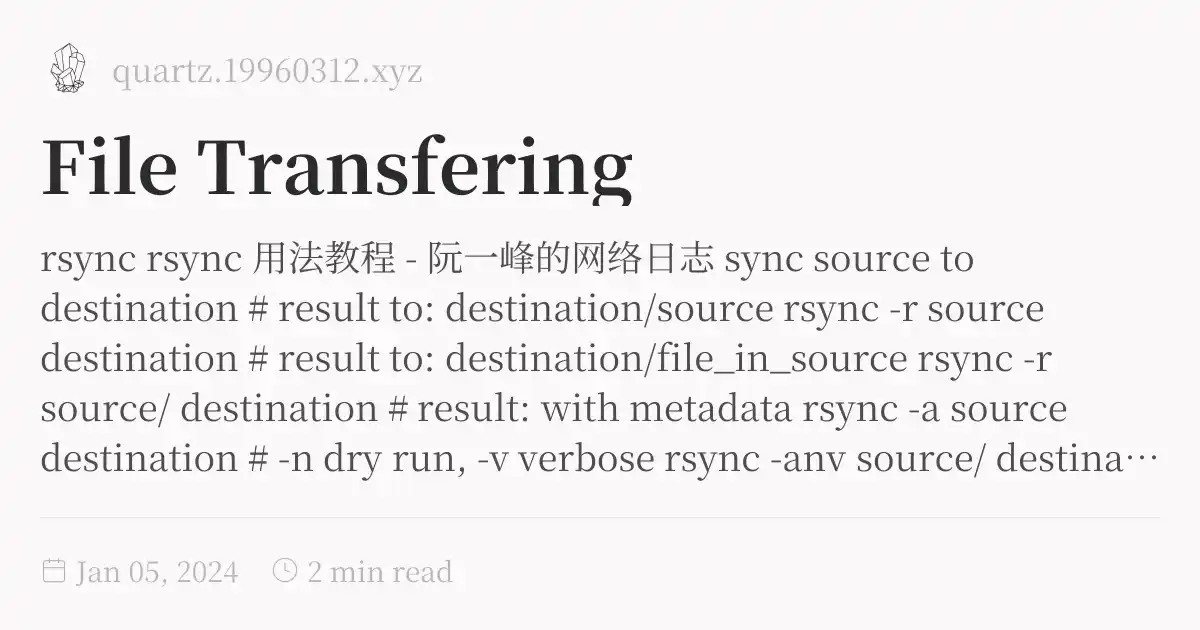 quartz.19960312.xyz
File Transfering
rsync rsync 用法教程 - 阮一峰的网络日志 sync source to
destination # result to: destination/source rsync -r source
destination # result to: destination/file_in_source rsync -r
source/ destination # result: with metadata rsync -a source
destination # -n dry run, -v verbose rsync -anv source/ destina…
Jan 05, 2024 2 min read